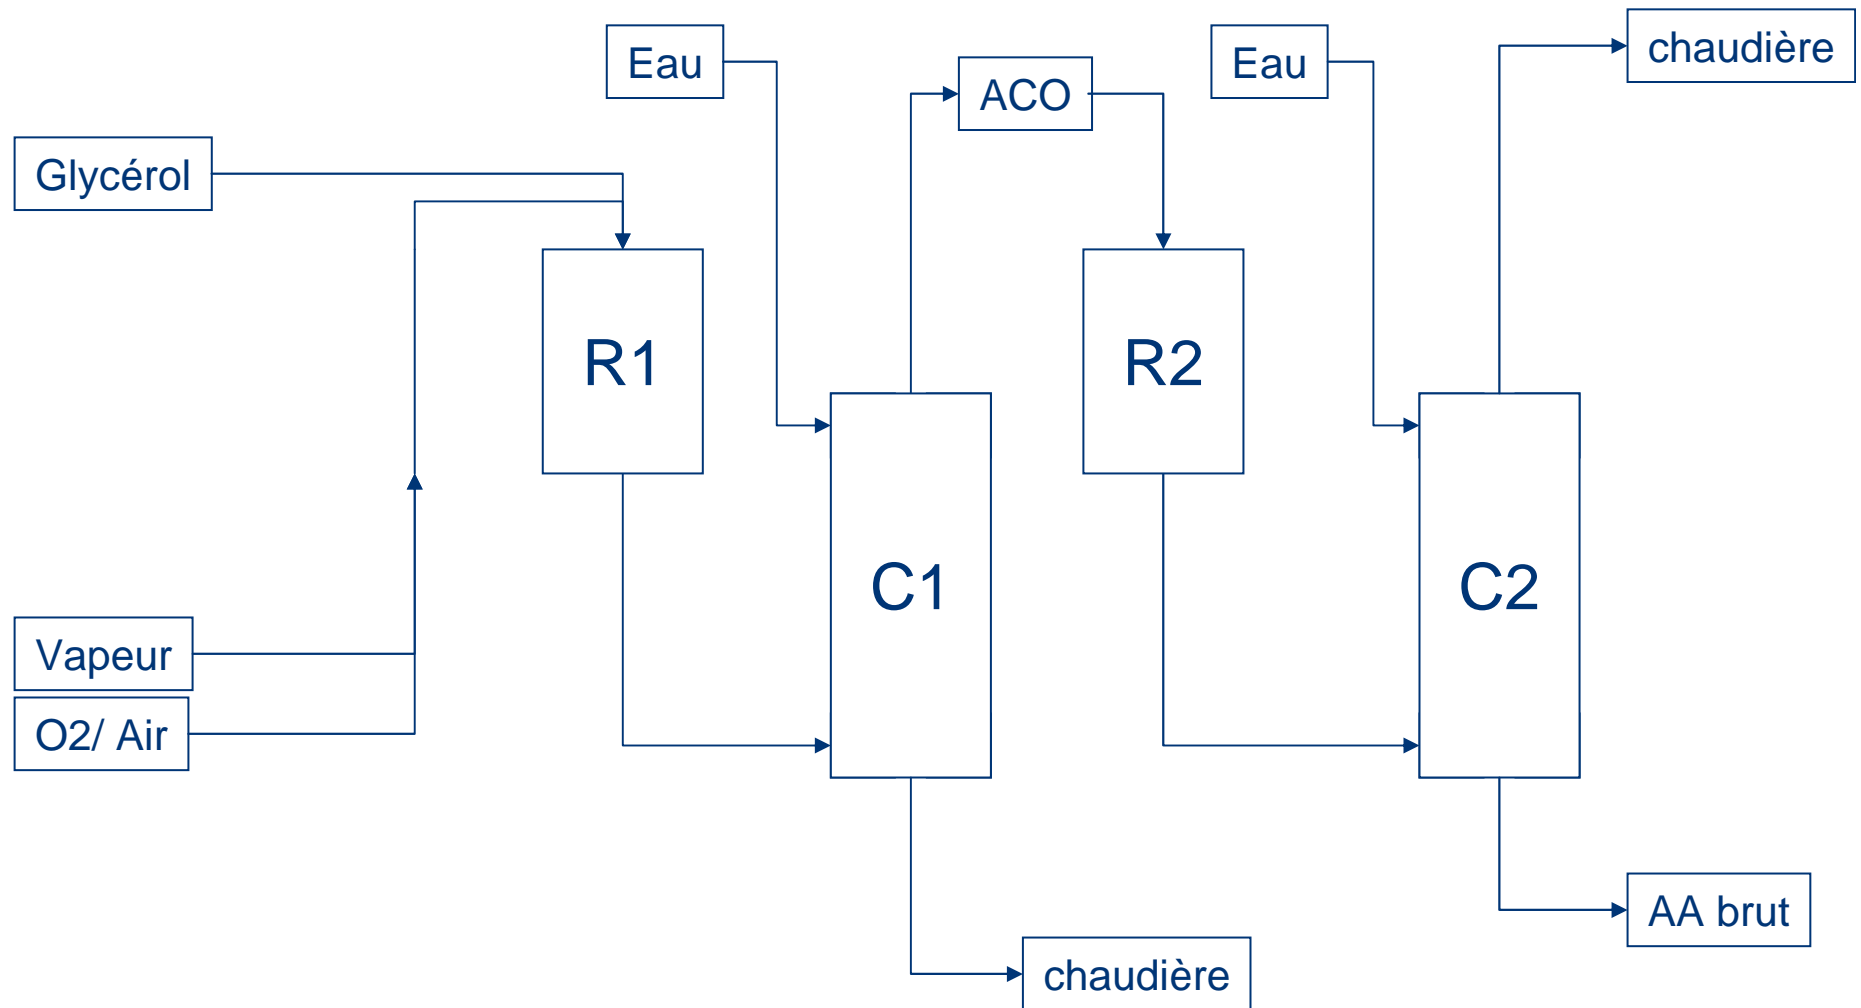 Eau
Eau
chaudière
ACO
Glycérol
R1
R2
C1
C2
Vapeur
O2/ Air
AA brut
chaudière